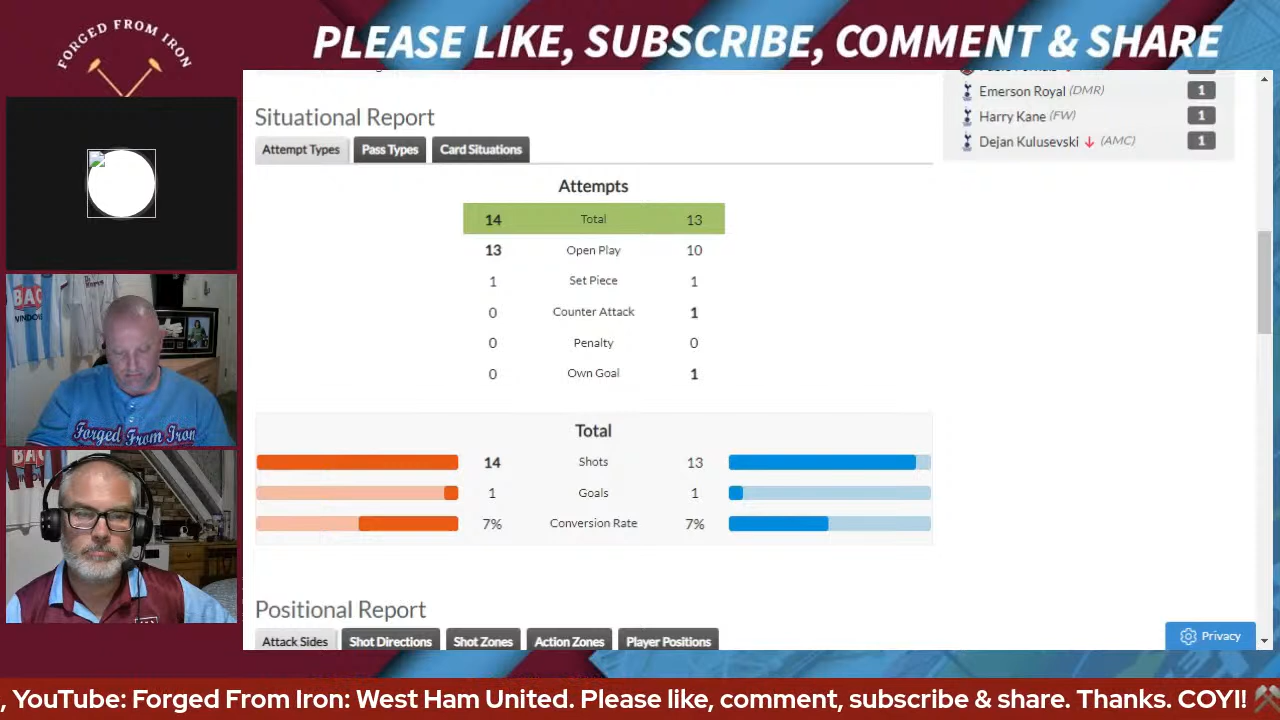 FORGED FROM IRON
PLEASE LIKE, SUBSCRIBE, COMMENT & SHARE
Emerson Royal (DMR) 1
Harry Kane (FW) 1
Dejan Kulusevski (AMC) 1
Situational Report
Attempt Types Pass Types Card Situations
Attempts
14 Total 13
13 Open Play 10
1 Set Piece 1
0 Counter Attack 1
0 Penalty 0
0 Own Goal 1
Total
14 Shots 13
1 Goals 1
7% Conversion Rate 7%
BAC
WINDOW
Forged From Iron
BAC
Positional Report
Attack Sides Shot Directions Shot Zones Action Zones Player Positions
Privacy
, YouTube: Forged From Iron: West Ham United. Please like, comment, subscribe & share. Thanks. COYI!